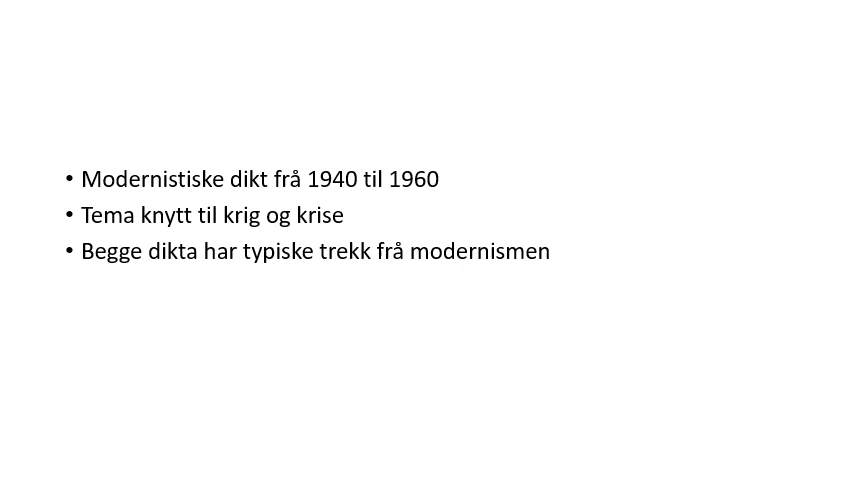 • Modernistiske dikt frå 1940 til 1960
• Tema knytt til krig og krise
• Begge dikta har typiske trekk frå modernismen